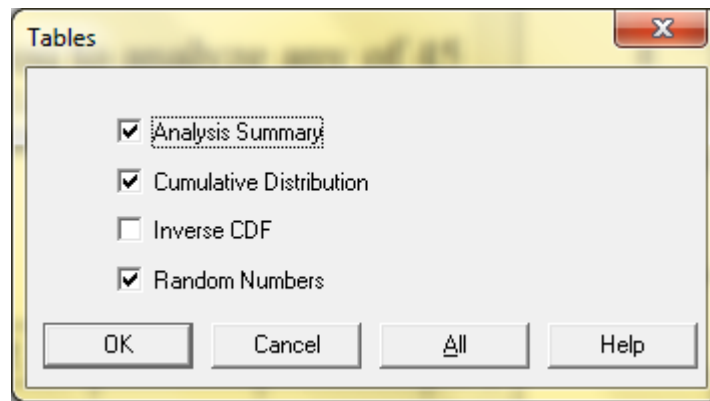 Tables
Analysis Summary
Cumulative Distribution
Inverse CDF
Random Numbers
OK Cancel All Help